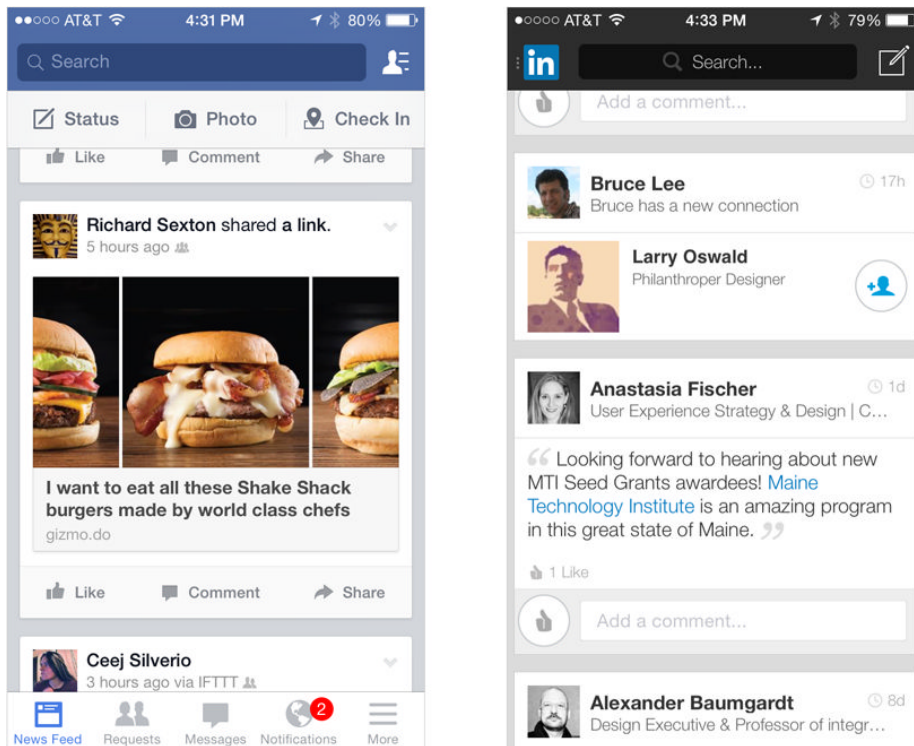 AT&T 4:31 PM 80%
Search
Status Photo Check In
Like Comment Share
Richard Sexton shared a link.
5 hours ago
I want to eat all these Shake Shack
burgers made by world class chefs
gizmo.do
Like Comment Share
Ceej Silverio
3 hours ago via IFTTT
2
News Feed Requests Messages Notifications More
AT&T 4:33 PM 79%
in Search...
Add a comment...
Bruce Lee 17h
Bruce has a new connection
Larry Oswald
Philanthroper Designer
Anastasia Fischer 1d
User Experience Strategy & Design | C...
“ Looking forward to hearing about new
MTI Seed Grants awardees! Maine
Technology Institute is an amazing program
in this great state of Maine. ”
1 Like
Add a comment...
Alexander Baumgardt 8d
Design Executive & Professor of integr...